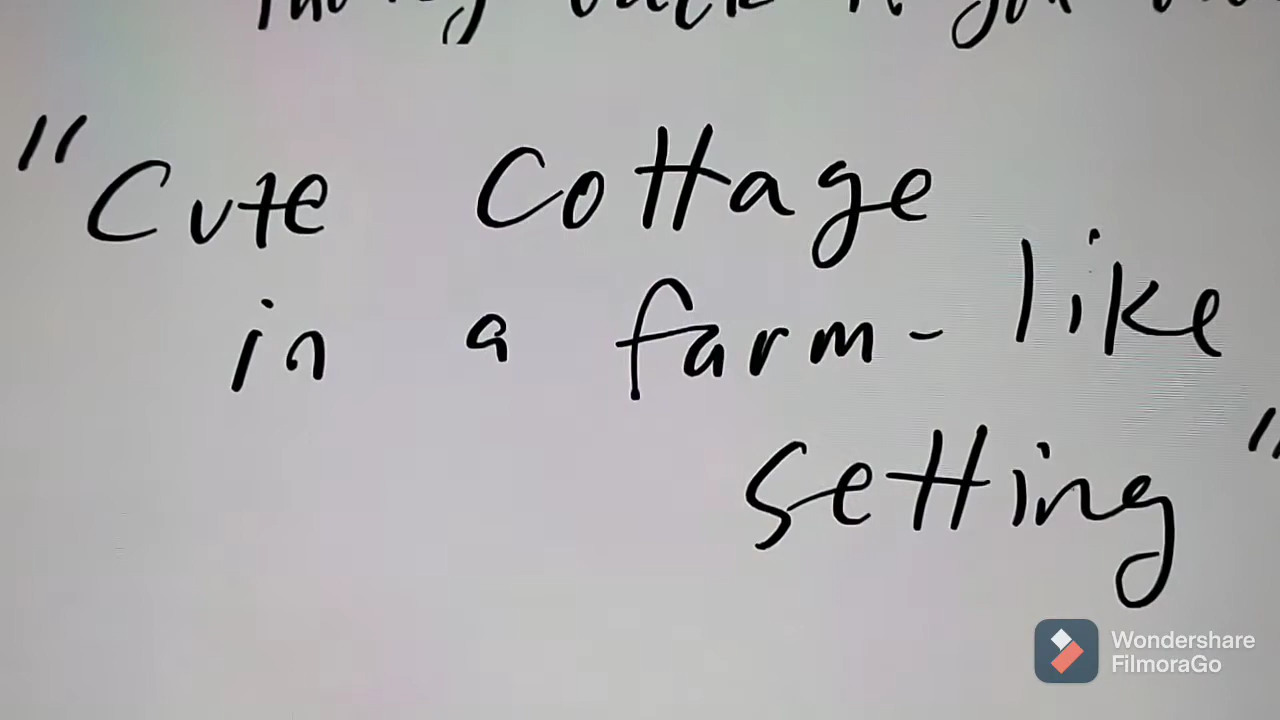 "Cute Cottage
in a farm-like
setting"
Wondershare
FilmoraGo